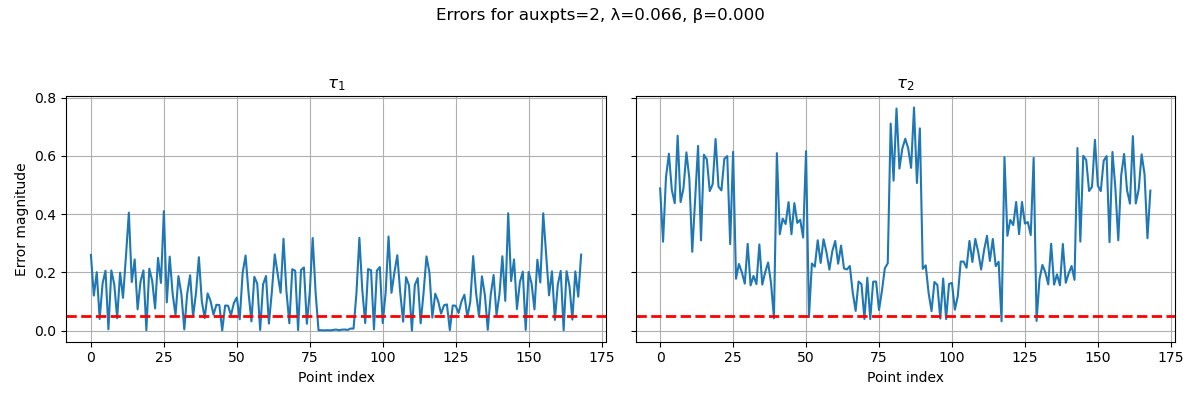 Errors for auxpts=2, λ=0.066, β=0.000
τ₁
τ₂
0.8
0.6
0.4
0.2
0.0
Error magnitude
0 25 50 75 100 125 150 175
0 25 50 75 100 125 150 175
Point index
Point index